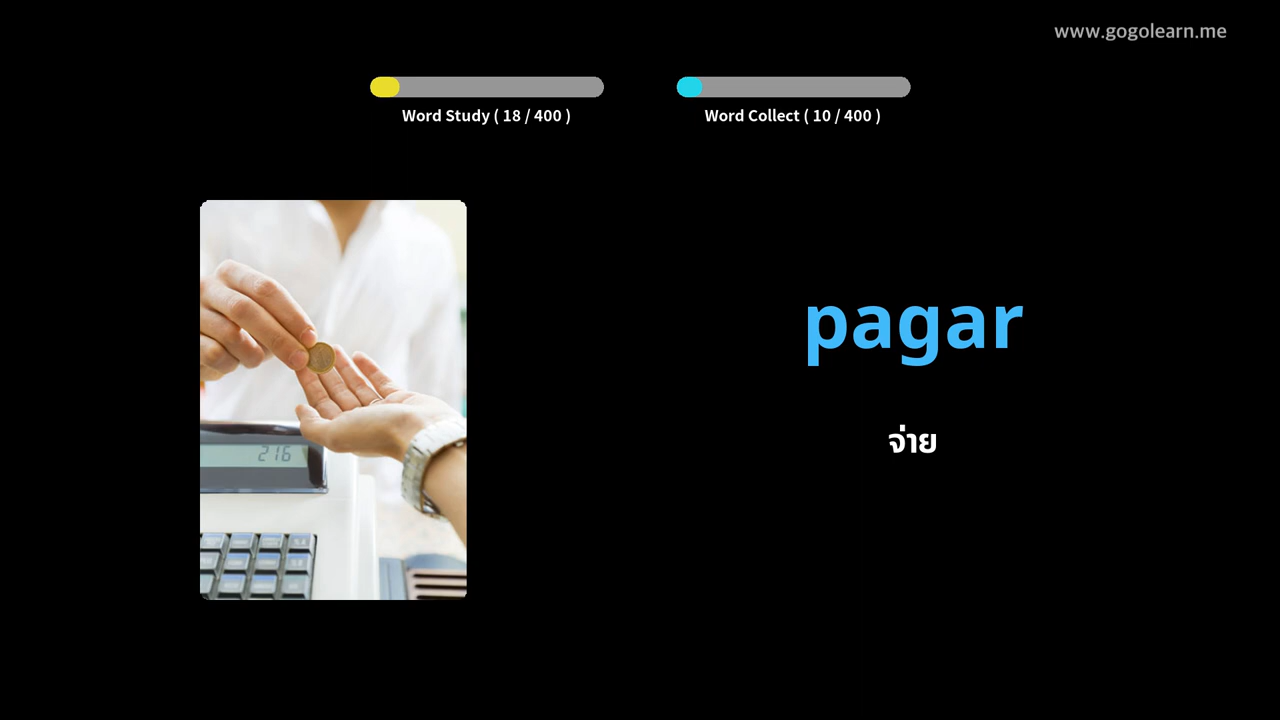 www.gogolearn.me
Word Study ( 18 / 400 )
Word Collect ( 10 / 400 )
pagar
จ่าย
216